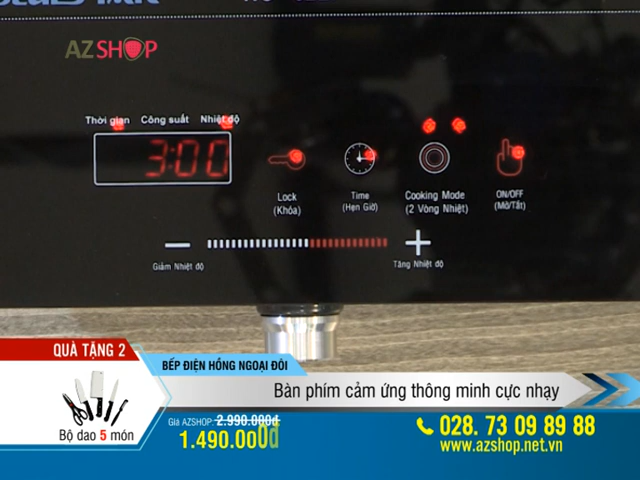 AZSHOP
Thời gian Công suất Nhiệt độ
3:00
Lock
(Khóa)
Time
(Hẹn Giờ)
Cooking Mode
(2 Vòng Nhiệt)
ON/OFF
(Mở/Tắt)
Giảm Nhiệt độ
Tăng Nhiệt độ
QUÀ TẶNG 2
BẾP ĐIỆN HỒNG NGOẠI ĐÔI
Bàn phím cảm ứng thông minh cực nhạy
Bộ dao 5 món
Giá AZSHOP: 2.990.000đ
1.490.000đ
028. 73 09 89 88
www.azshop.net.vn